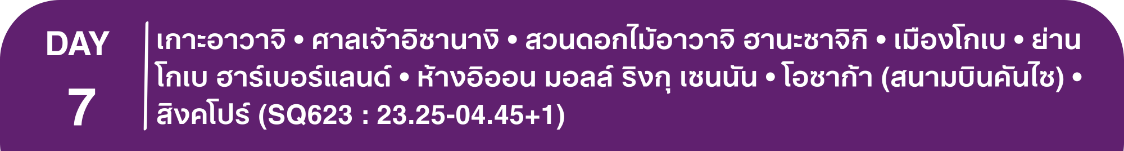 DAY
7
เกาะอาวาจิ • ศาลเจ้าอิซานางิ • สวนดอกไม้อาวาจิ ฮานะซาจิกิ • เมืองโกเบ • ย่าน
โกเบ ฮาร์เบอร์แลนด์ • ห้างอิออน มอลล์ ริงกุ เซนนัน • โอซาก้า (สนามบินคันไซ) •
สิงคโปร์ (SQ623 : 23.25-04.45+1)